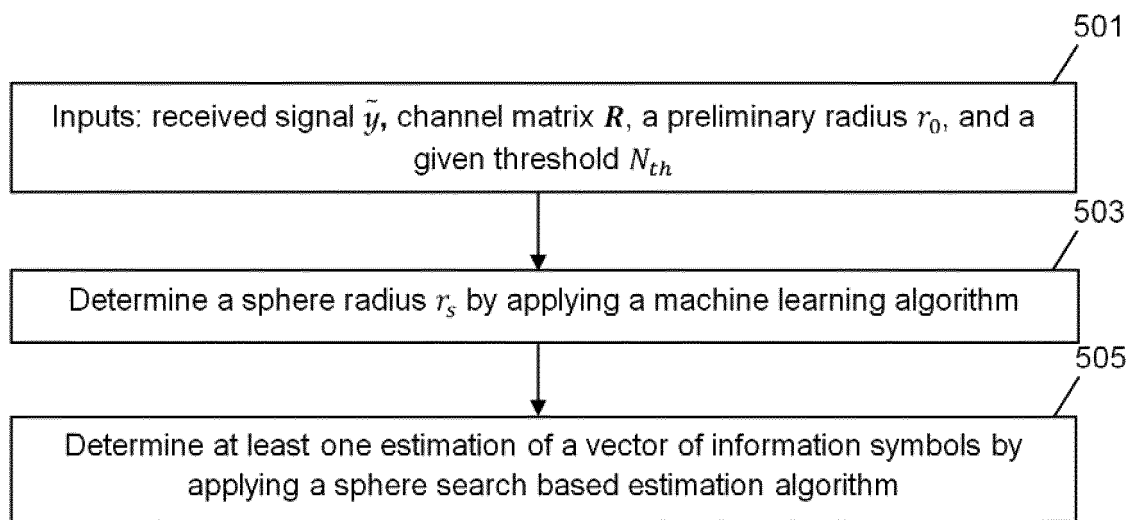 501
Inputs: received signal ỹ, channel matrix R, a preliminary radius r₀, and a
given threshold Nₜₕ
503
Determine a sphere radius rₛ by applying a machine learning algorithm
505
Determine at least one estimation of a vector of information symbols by
applying a sphere search based estimation algorithm